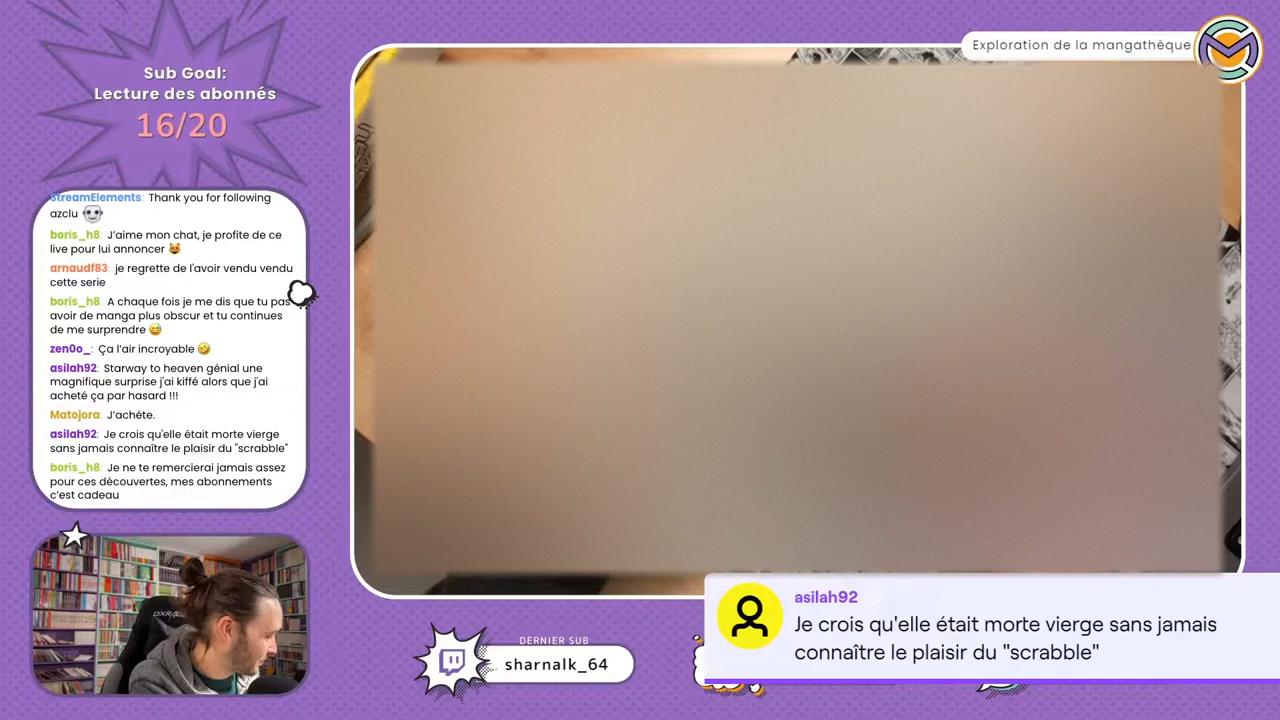 Exploration de la mangathèque
Sub Goal:
Lecture des abonnés
16/20
StreamElements: Thank you for following
azclu
boris_h8: J'aime mon chat, je profite de ce
live pour lui annoncer
arnaudf83: je regrette de l'avoir vendu vendu
cette serie
boris_h8: A chaque fois je me dis que tu pas
avoir de manga plus obscur et tu continues
de me surprendre
zen0o_: Ça l'air incroyable
asilah92: Starway to heaven génial une
magnifique surprise j'ai kiffé alors que j'ai
acheté ça par hasard !!!
Matojora: J'achète.
asilah92: Je crois qu'elle était morte vierge
sans jamais connaître le plaisir du "scrabble"
boris_h8: Je ne te remercierai jamais assez
pour ces découvertes, mes abonnements
c'est cadeau
DERNIER SUB
sharnalk_64
asilah92
Je crois qu'elle était morte vierge sans jamais
connaître le plaisir du "scrabble"